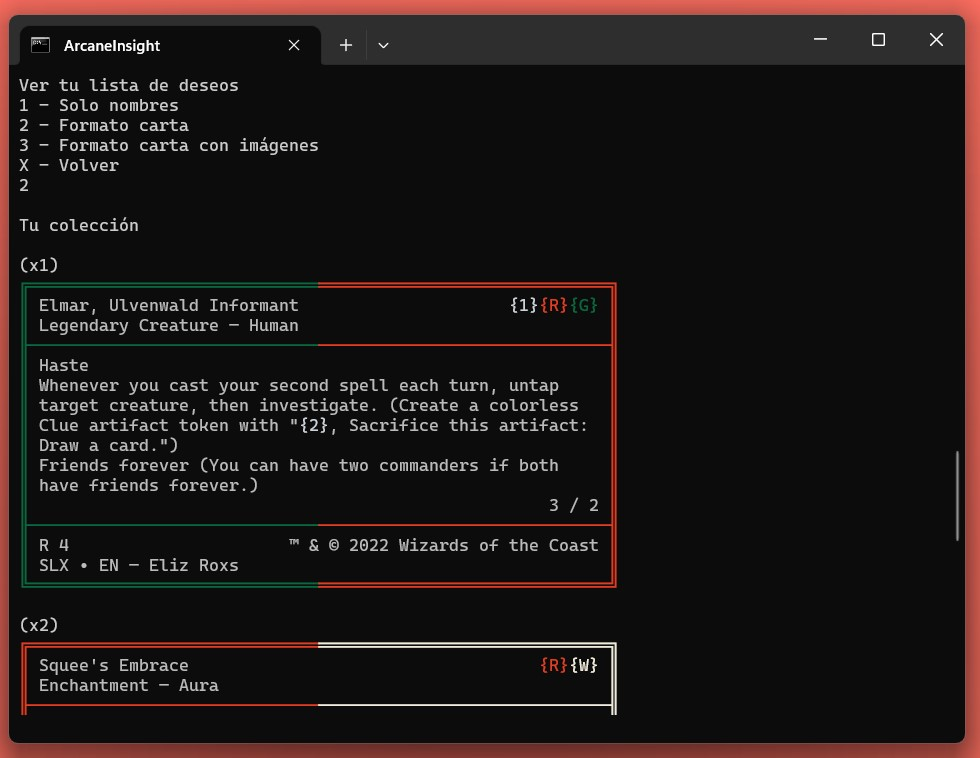 ArcaneInsight
Ver tu lista de deseos
1 – Solo nombres
2 – Formato carta
3 – Formato carta con imágenes
X – Volver
2
Tu colección
(x1)
Elmar, Ulvenwald Informant {1}{R}{G}
Legendary Creature — Human
Haste
Whenever you cast your second spell each turn, untap
target creature, then investigate. (Create a colorless
Clue artifact token with "{2}, Sacrifice this artifact:
Draw a card.")
Friends forever (You can have two commanders if both
have friends forever.)
3 / 2
R 4 ™ & © 2022 Wizards of the Coast
SLX • EN — Eliz Roxs
(x2)
Squee's Embrace {R}{W}
Enchantment — Aura